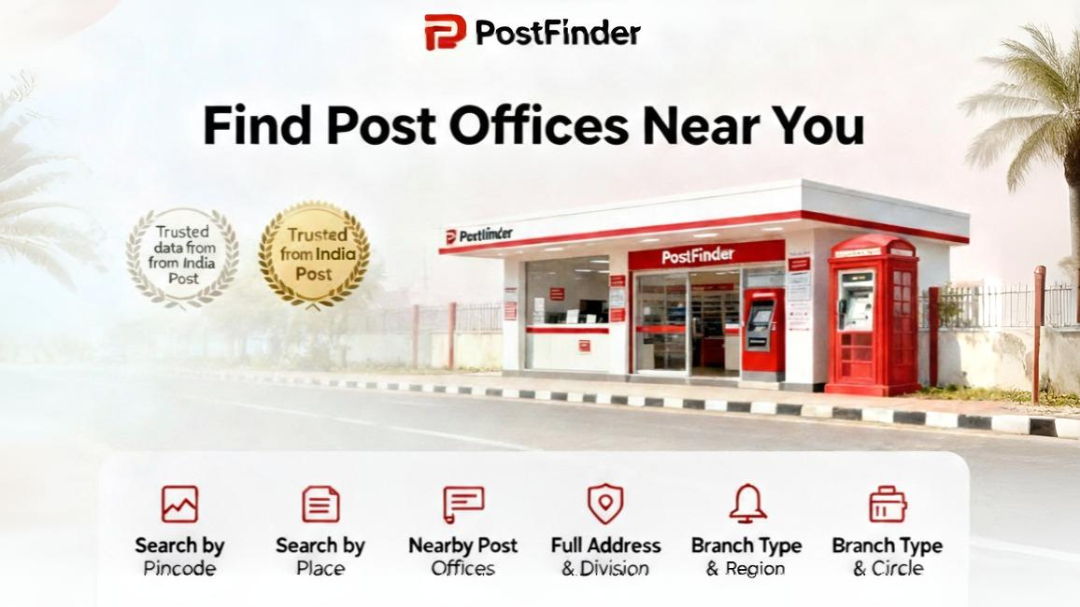 PostFinder
Find Post Offices Near You
Trusted
data from
from India
Post
Trusted
from India
Post
Postlimder
PostFinder
Search by
Pincode
Search by
Place
Nearby Post
Offices
Full Address
& Division
Branch Type
& Region
Branch Type
& Circle